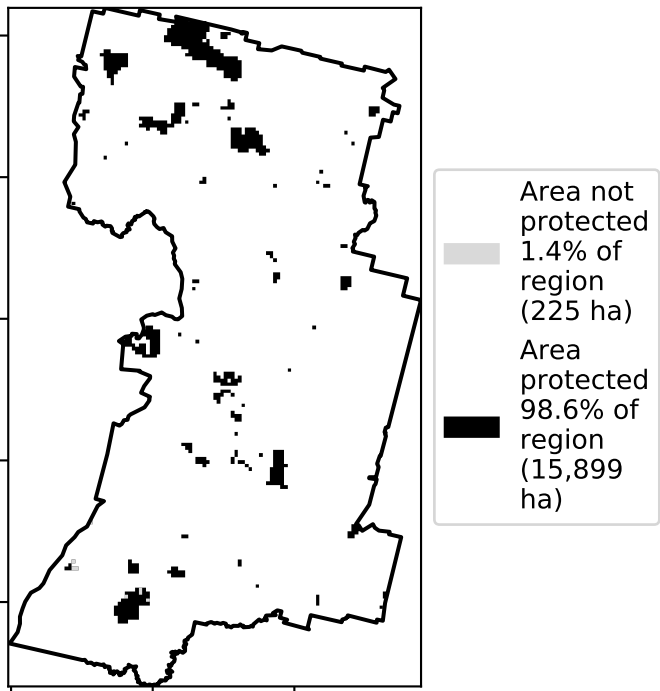 Area not
protected
1.4% of
region
(225 ha)
Area
protected
98.6% of
region
(15,899
ha)